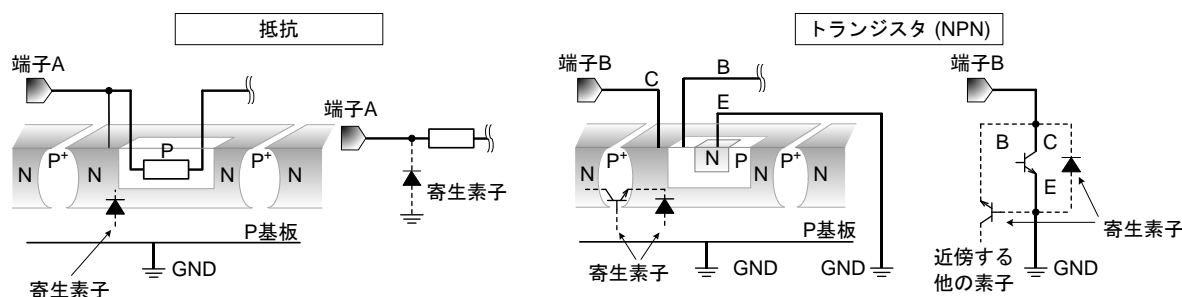 抵抗
端子A
N
P+
N
P
N
P+
N
P基板
GND
寄生素子
端子A
寄生素子
トランジスタ (NPN)
端子B
C
B
E
N
P+
N
N
P
N
P+
N
P基板
寄生素子
GND
GND
端子B
B
C
E
寄生素子
近傍する
他の素子
GND